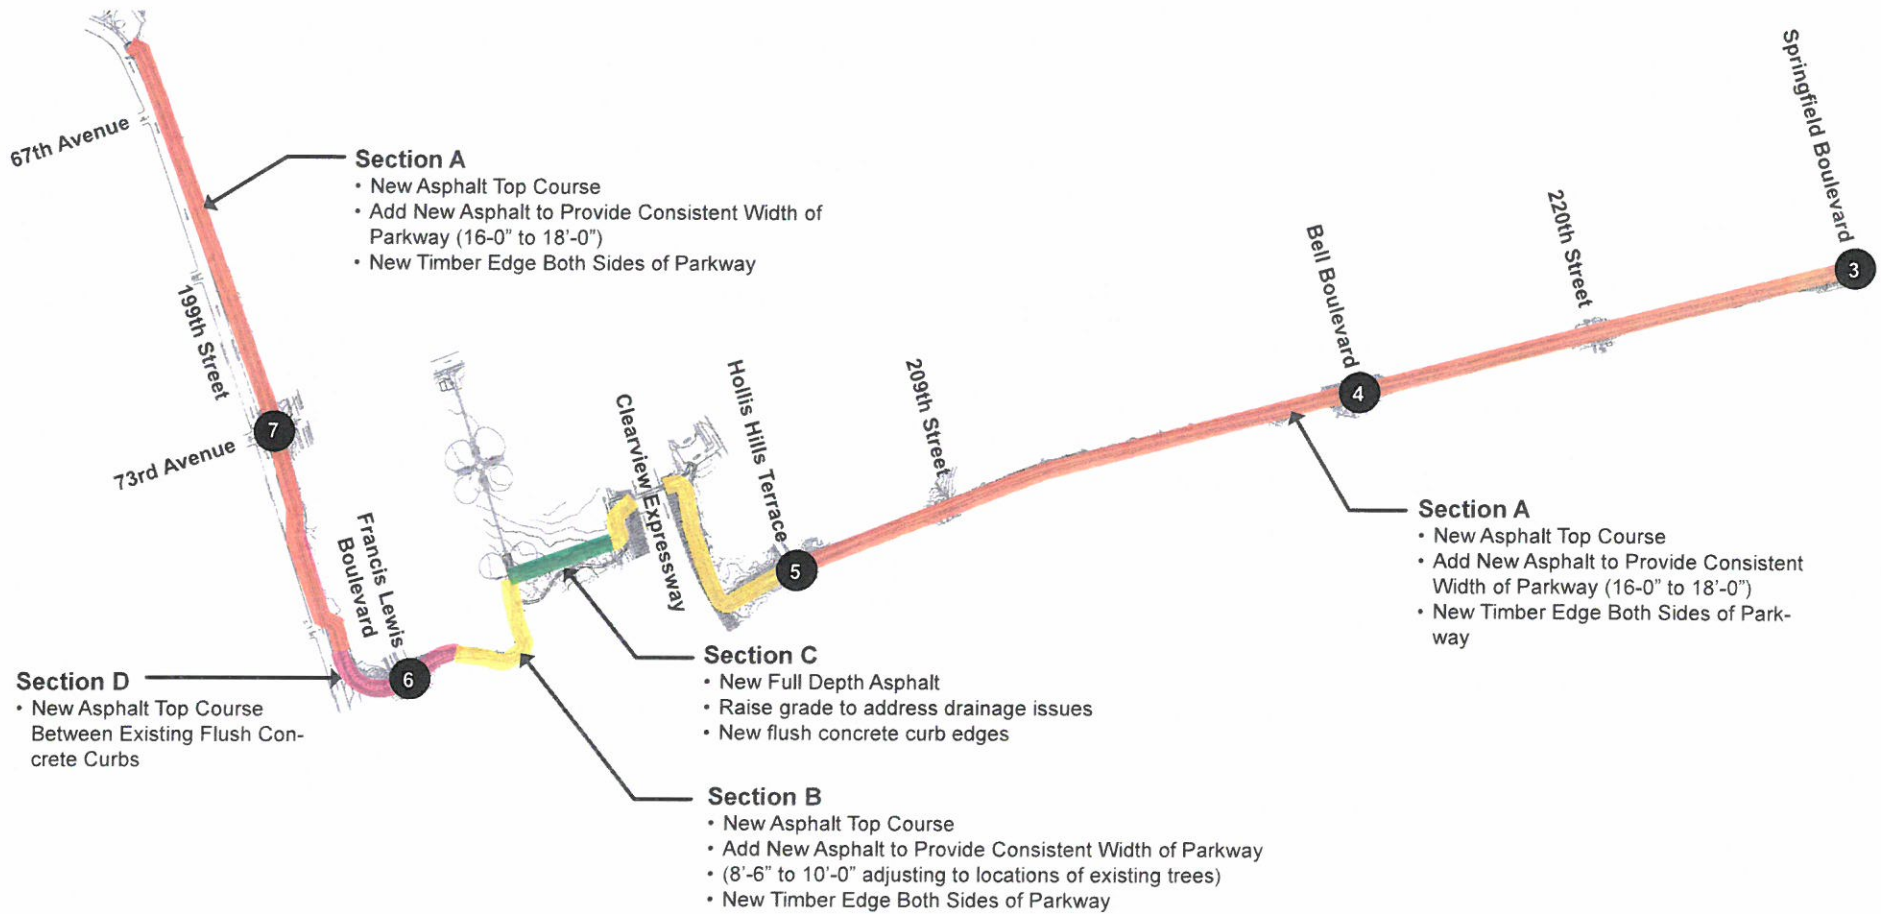 Springfield Boulevard
67th Avenue
Section A
• New Asphalt Top Course
• Add New Asphalt to Provide Consistent Width of
Parkway (16-0" to 18'-0")
• New Timber Edge Both Sides of Parkway
220th Street
Bell Boulevard
3
199th Street
4
Hollis Hills Terrace
209th Street
Clearview Expressway
7
73rd Avenue
Francis Lewis
Boulevard
5
6
Section A
• New Asphalt Top Course
• Add New Asphalt to Provide Consistent
Width of Parkway (16-0" to 18'-0")
• New Timber Edge Both Sides of Park-
way
Section D
• New Asphalt Top Course
Between Existing Flush Con-
crete Curbs
Section C
• New Full Depth Asphalt
• Raise grade to address drainage issues
• New flush concrete curb edges
Section B
• New Asphalt Top Course
• Add New Asphalt to Provide Consistent Width of Parkway
• (8'-6" to 10'-0" adjusting to locations of existing trees)
• New Timber Edge Both Sides of Parkway